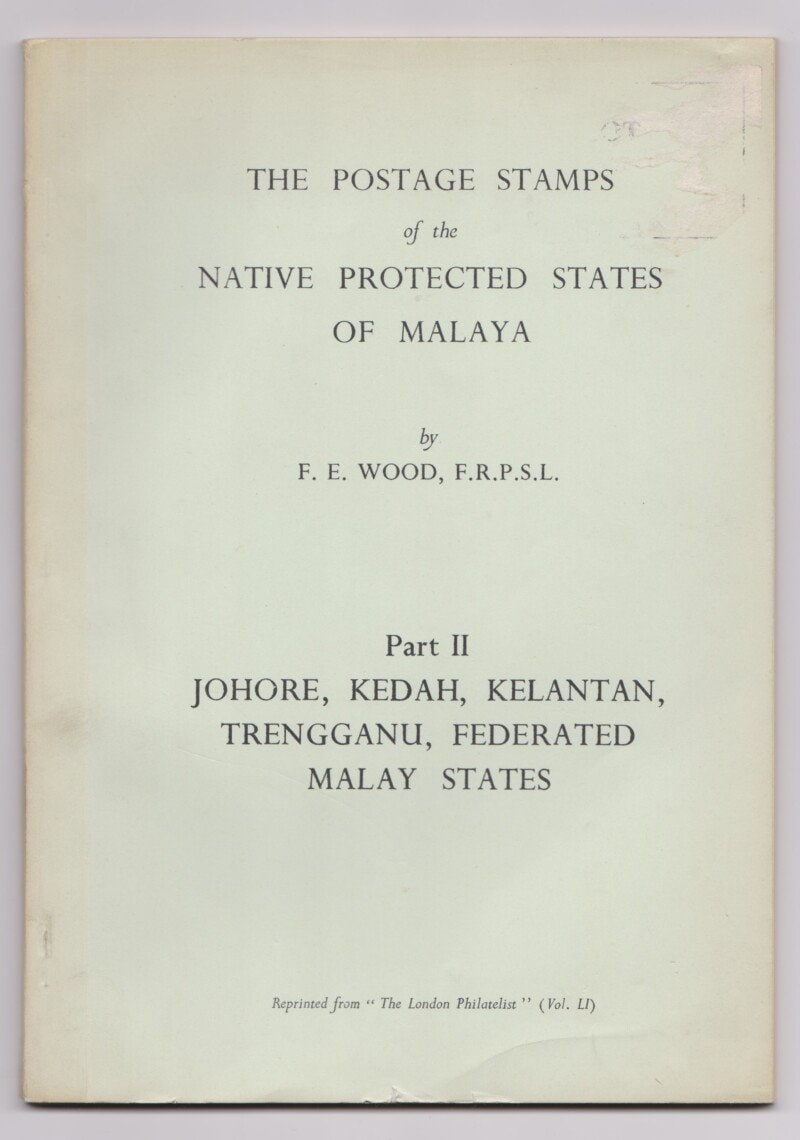 THE POSTAGE STAMPS
of the
NATIVE PROTECTED STATES
OF MALAYA
by
F. E. WOOD, F.R.P.S.L.
Part II
JOHORE, KEDAH, KELANTAN,
TRENGGANU, FEDERATED
MALAY STATES
Reprinted from “ The London Philatelist ” (Vol. LI)